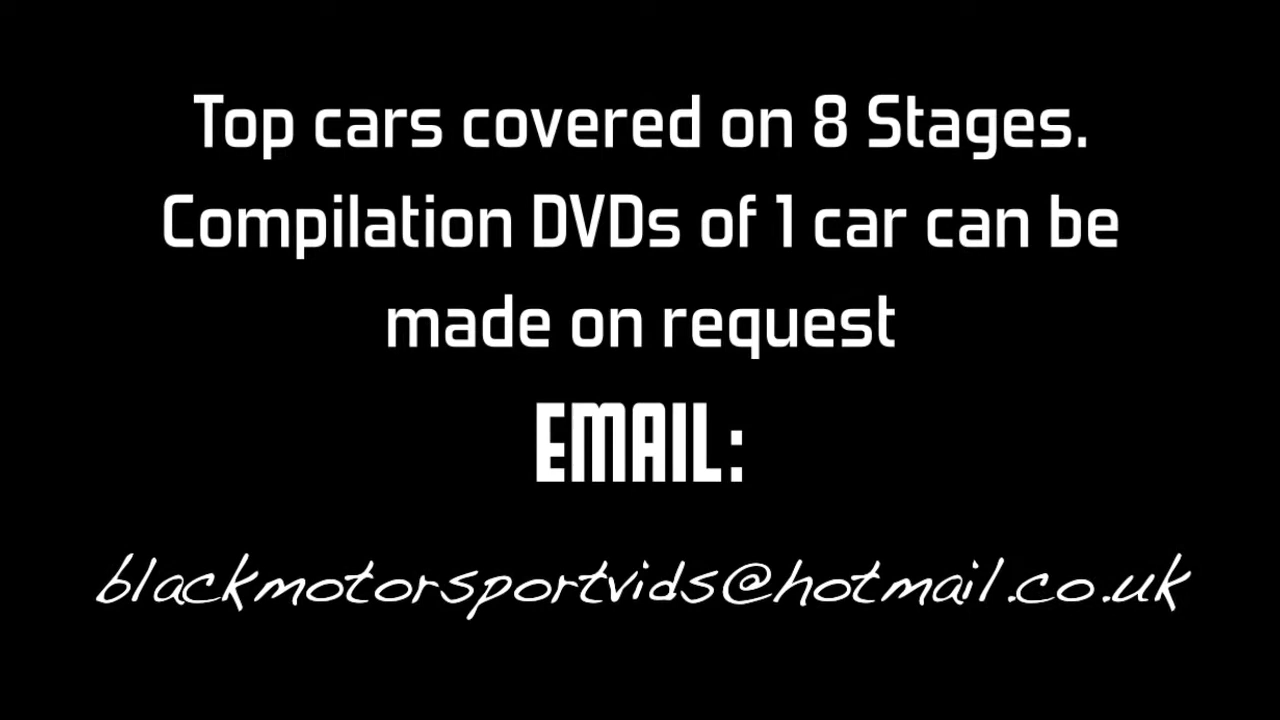 Top cars covered on 8 Stages.
Compilation DVDs of 1 car can be
made on request
EMAIL:
blackmotorsportvids@hotmail.co.uk